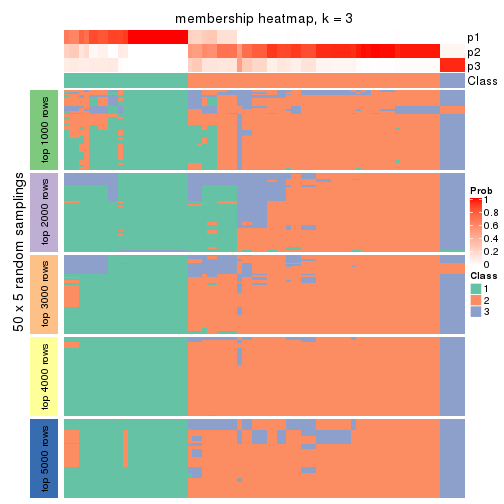 membership heatmap, k = 3
p1
p2
p3
Class
50 x 5 random samplings
top 1000 rows
top 2000 rows
top 3000 rows
top 4000 rows
top 5000 rows
Prob
1
0.8
0.6
0.4
0.2
0
Class
1
2
3